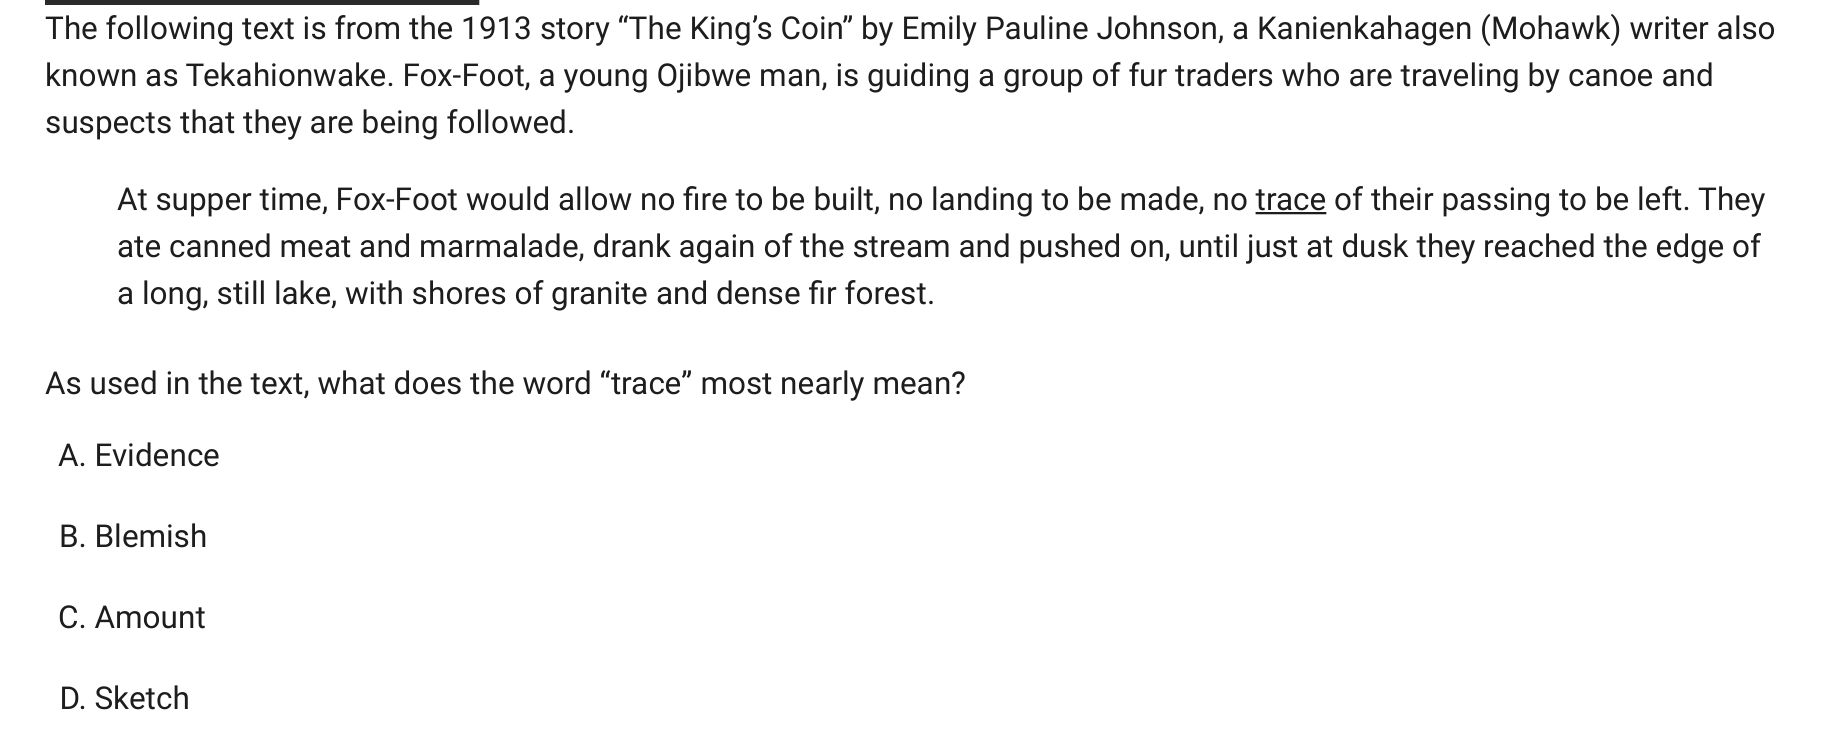 The following text is from the 1913 story “The King’s Coin” by Emily Pauline Johnson, a Kanienkahagen (Mohawk) writer also
known as Tekahionwake. Fox-Foot, a young Ojibwe man, is guiding a group of fur traders who are traveling by canoe and
suspects that they are being followed.
At supper time, Fox-Foot would allow no fire to be built, no landing to be made, no trace of their passing to be left. They
ate canned meat and marmalade, drank again of the stream and pushed on, until just at dusk they reached the edge of
a long, still lake, with shores of granite and dense fir forest.
As used in the text, what does the word “trace” most nearly mean?
A. Evidence
B. Blemish
C. Amount
D. Sketch